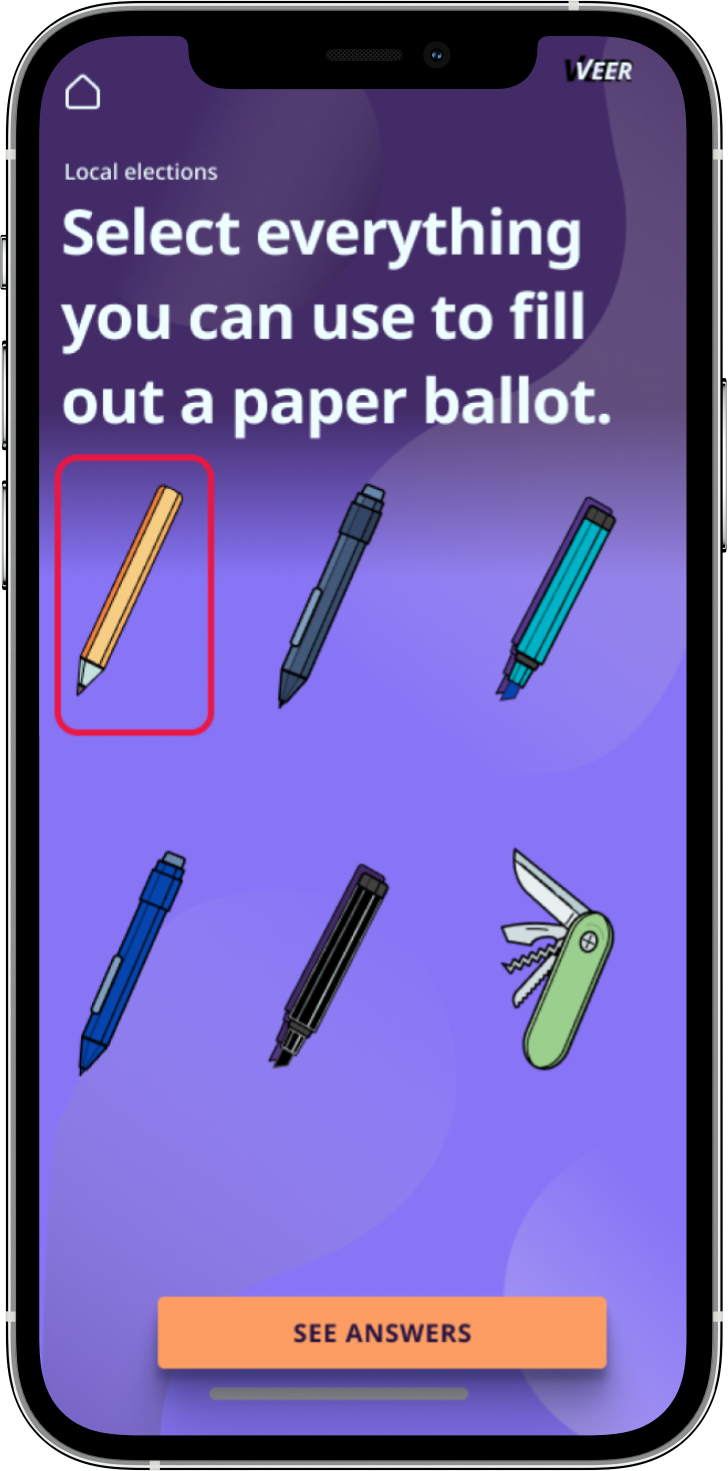 VEER
Local elections
Select everything
you can use to fill
out a paper ballot.
SEE ANSWERS